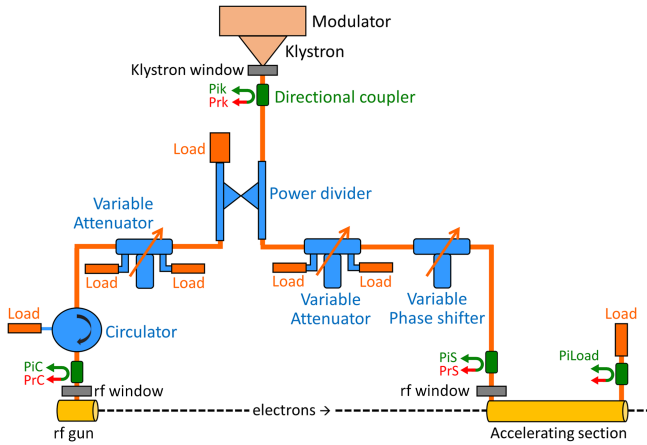 Modulator
Klystron
Klystron window
Pik
Prk
Directional coupler
Load
Power divider
Variable
Attenuator
Load
Load
Load
Load
Variable
Attenuator
Variable
Phase shifter
Load
Circulator
Load
PiC
PrC
rf window
PiS
PrS
rf window
PiLoad
electrons →
rf gun
Accelerating section